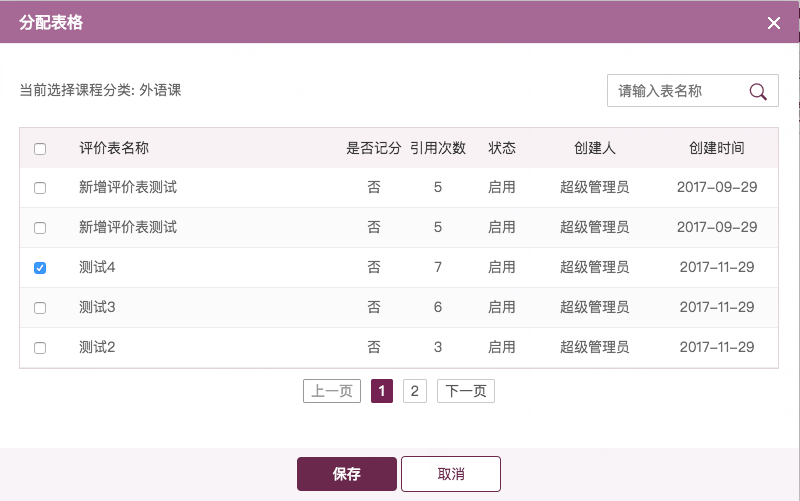 分配表格
当前选择课程分类: 外语课
请输入表名称
评价表名称 是否记分 引用次数 状态 创建人 创建时间
新增评价表测试 否 5 启用 超级管理员 2017-09-29
新增评价表测试 否 5 启用 超级管理员 2017-09-29
测试4 否 7 启用 超级管理员 2017-11-29
测试3 否 6 启用 超级管理员 2017-11-29
测试2 否 3 启用 超级管理员 2017-11-29
上一页 1 2 下一页
保存 取消